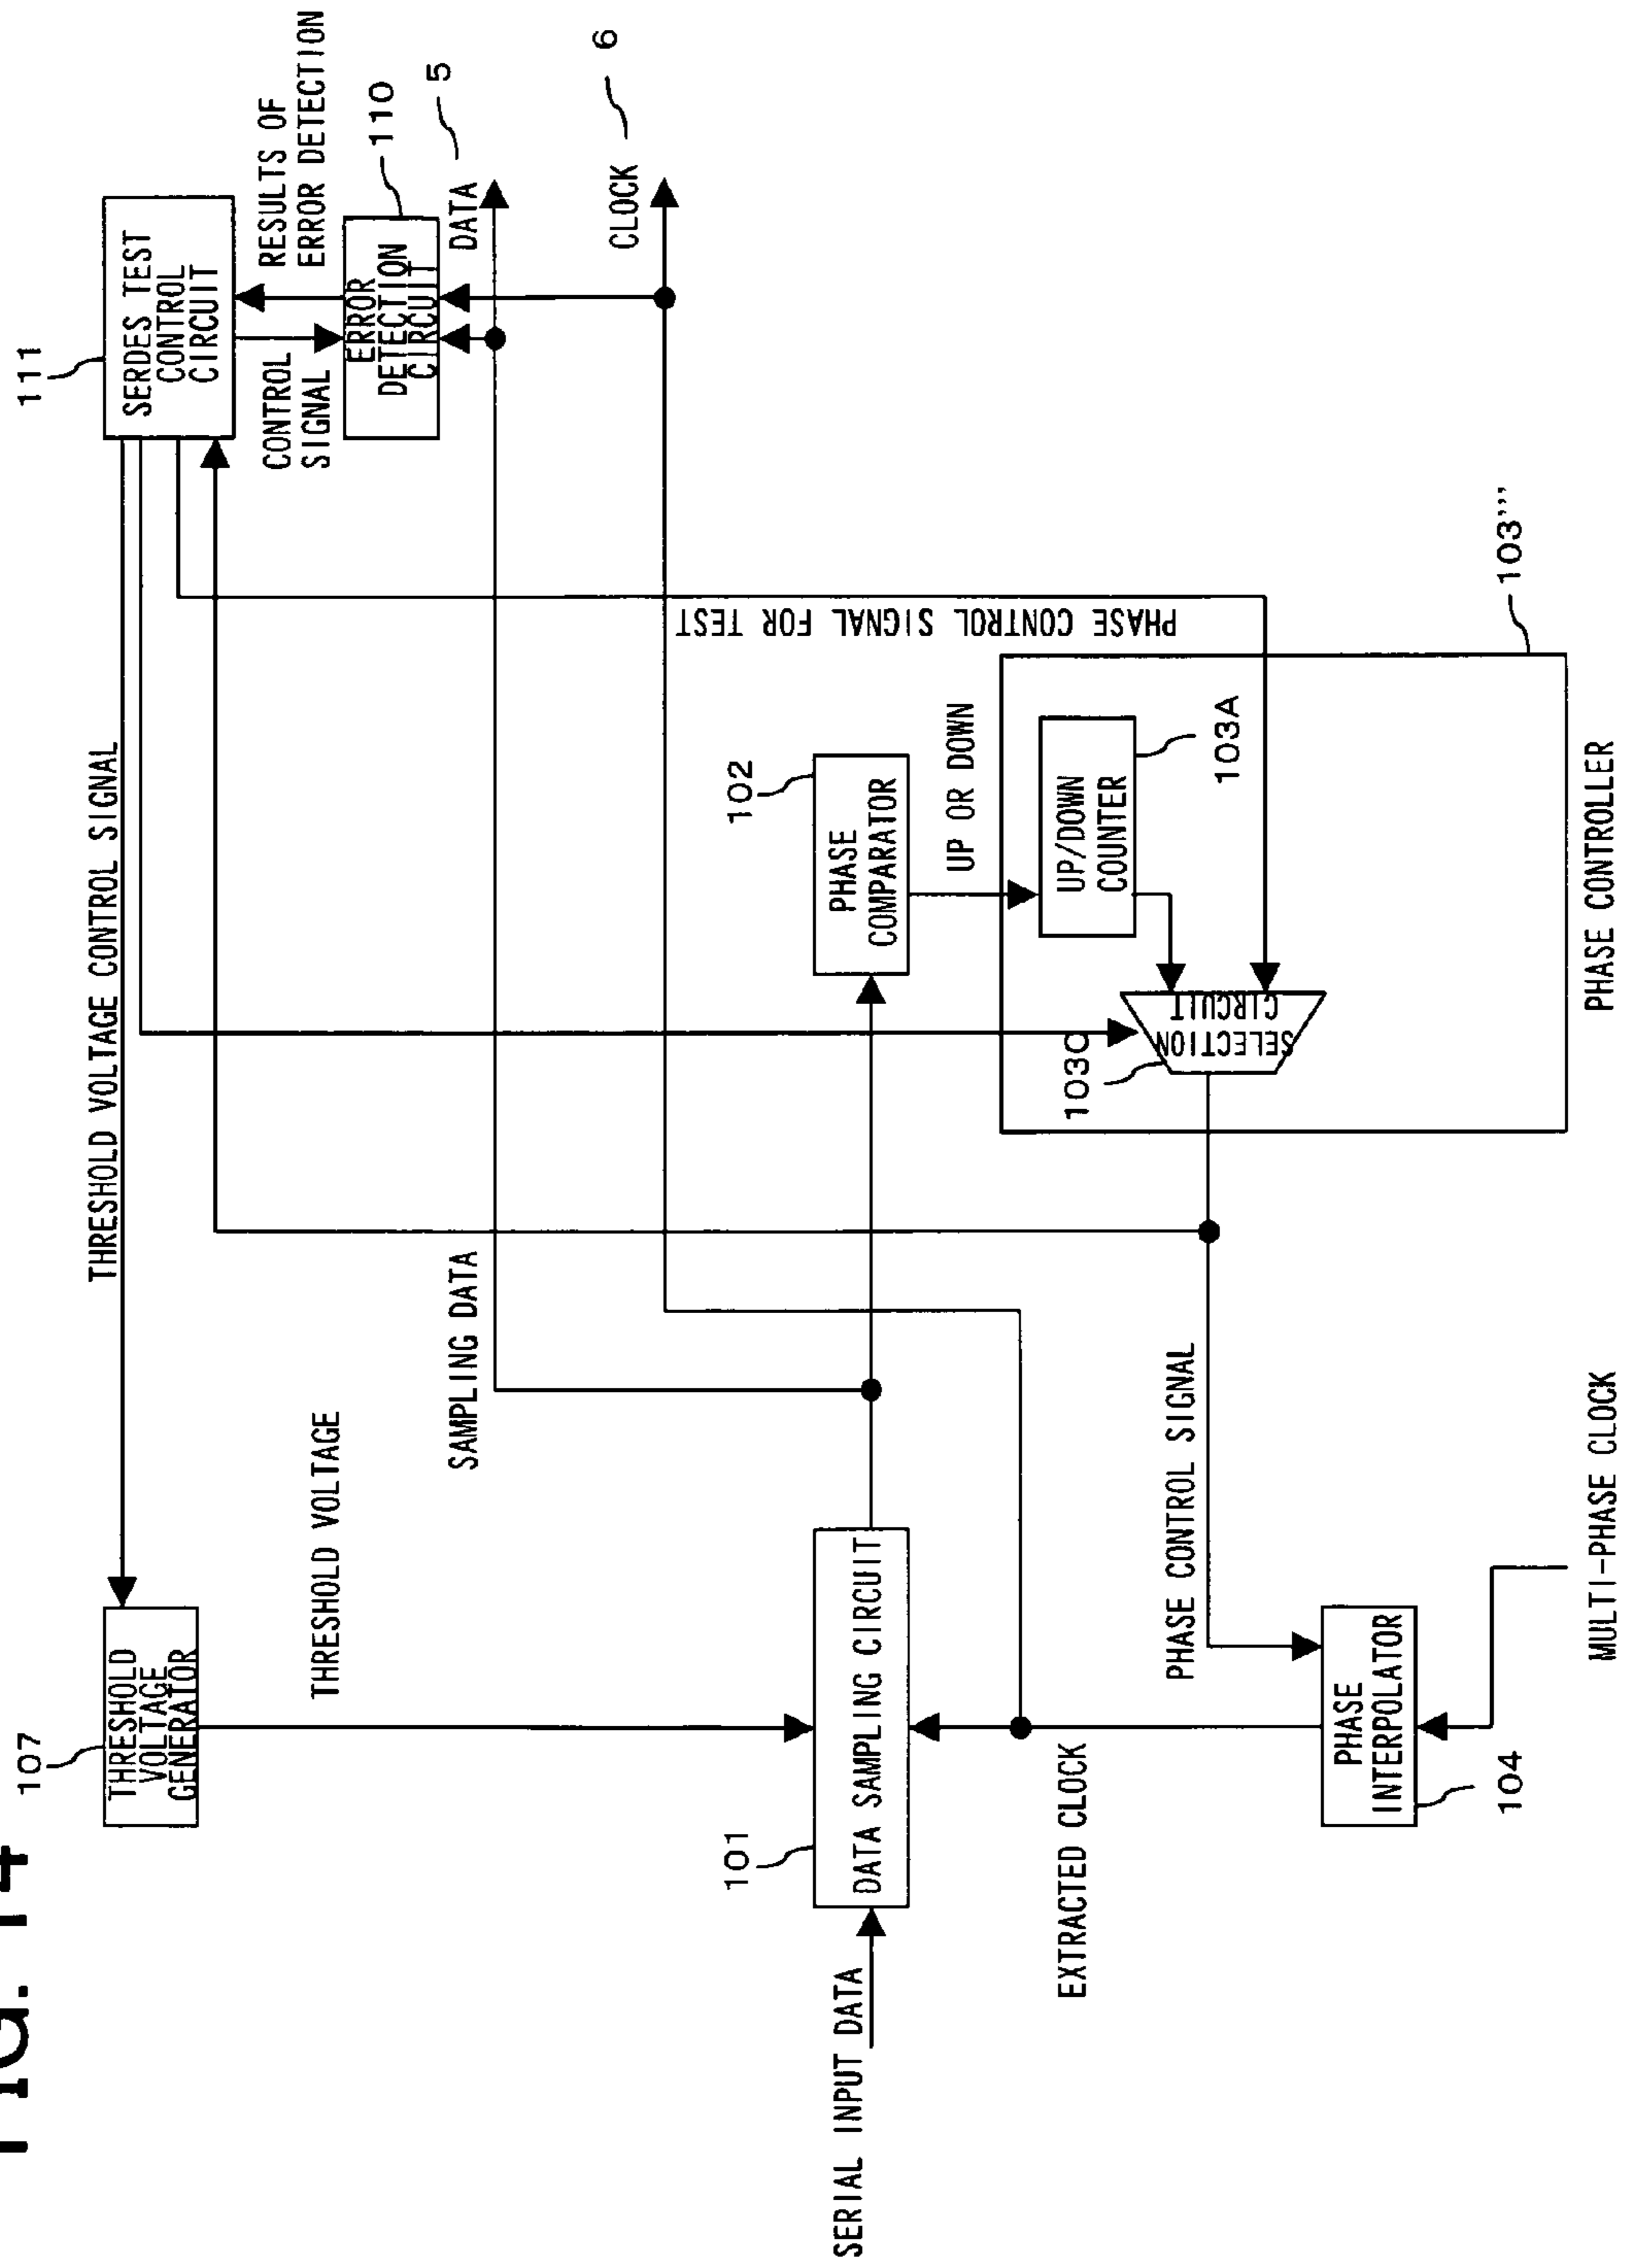 FIG. 14
107
THRESHOLD
VOLTAGE
GENERATOR
THRESHOLD VOLTAGE CONTROL SIGNAL
111
SERDES TEST
CONTROL
CIRCUIT
THRESHOLD VOLTAGE
CONTROL
SIGNAL
RESULTS OF
ERROR DETECTION
ERROR
DETECTION
CIRCUIT
110
SAMPLING DATA
DATA
5
CLOCK
6
SERIAL INPUT DATA
101
DATA SAMPLING CIRCUIT
102
PHASE
COMPARATOR
UP OR DOWN
PHASE CONTROL SIGNAL FOR TEST
EXTRACTED CLOCK
103C
SELECTION
CIRCUIT
UP/DOWN
COUNTER
103A
103'''
PHASE CONTROL SIGNAL
PHASE
INTERPOLATOR
104
MULTI-PHASE CLOCK
PHASE CONTROLLER